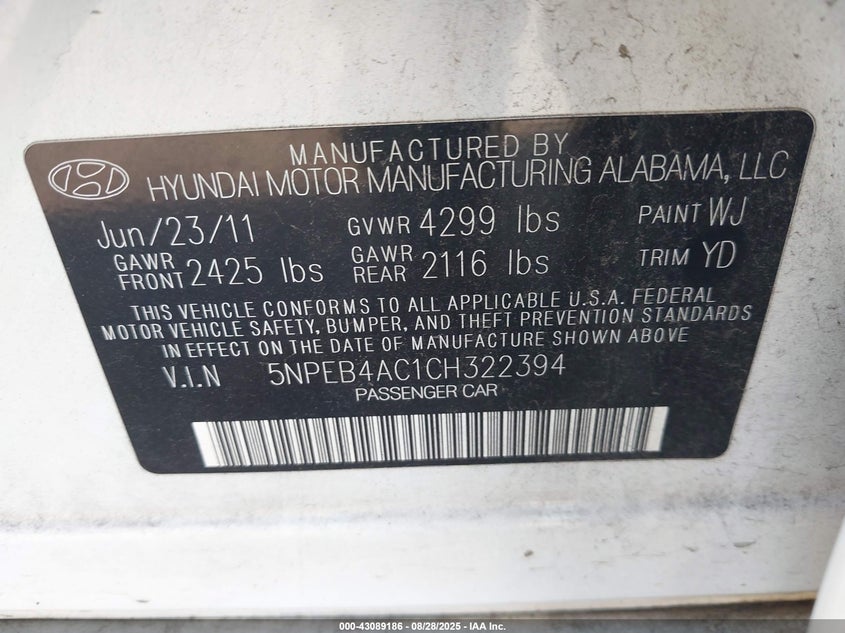 MANUFACTURED BY
HYUNDAI MOTOR MANUFACTURING ALABAMA, LLC
Jun/23/11 GVWR 4299 lbs PAINT WJ
GAWR FRONT 2425 lbs GAWR REAR 2116 lbs TRIM YD
THIS VEHICLE CONFORMS TO ALL APPLICABLE U.S.A. FEDERAL
MOTOR VEHICLE SAFETY, BUMPER, AND THEFT PREVENTION STANDARDS
IN EFFECT ON THE DATE OF MANUFACTURE SHOWN ABOVE
V.I.N 5NPEB4AC1CH322394
PASSENGER CAR
000-43089186 - 08/28/2025 - IAA Inc.